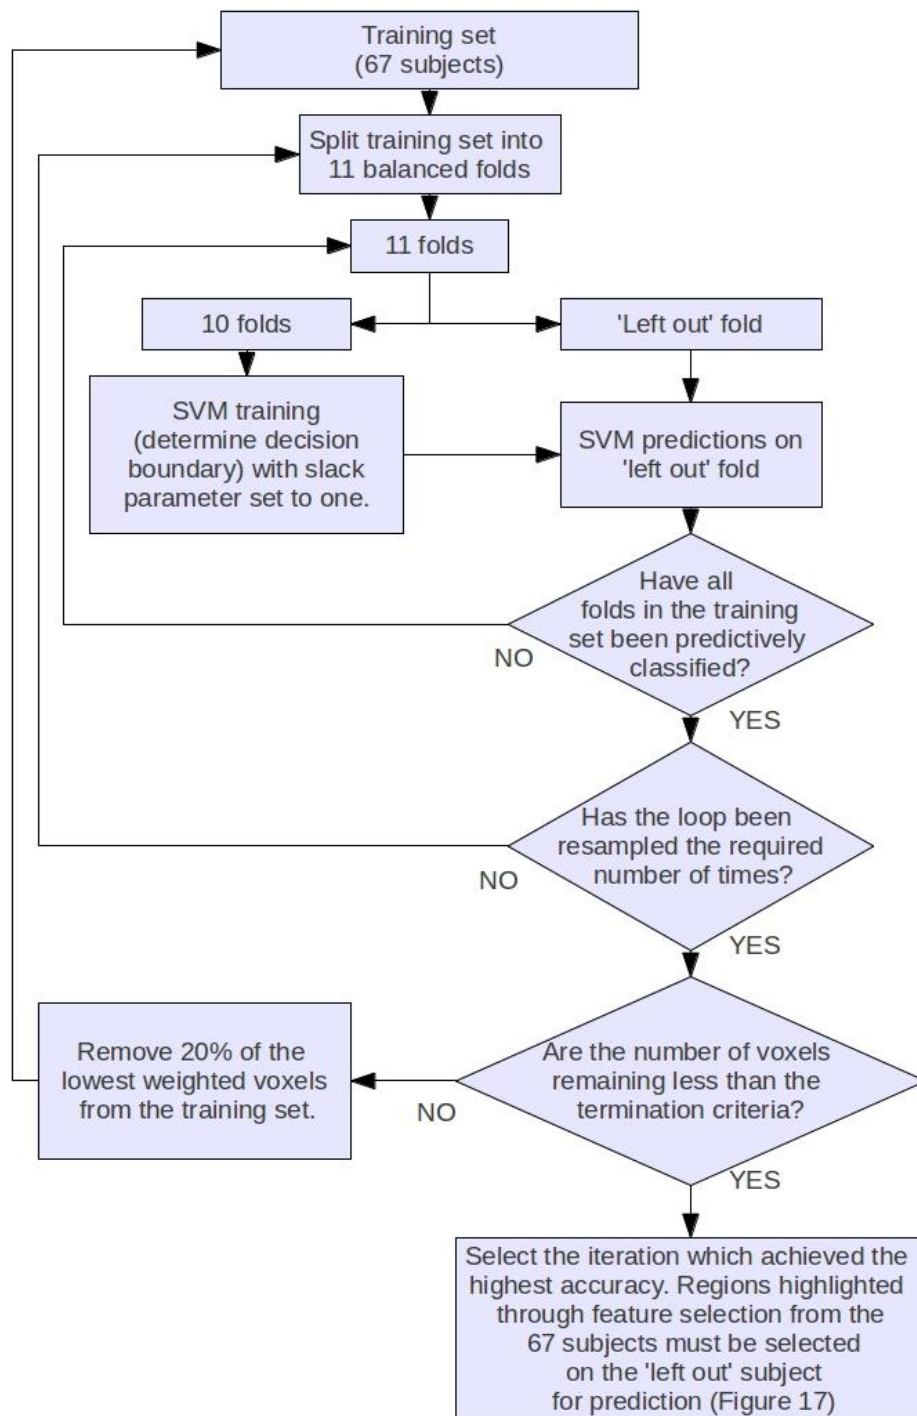 Training set
(67 subjects)
Split training set into
11 balanced folds
11 folds
10 folds
'Left out' fold
SVM training
(determine decision
boundary) with slack
parameter set to one.
SVM predictions on
'left out' fold
Have all
folds in the training
set been predictively
classified?
NO
YES
Has the loop been
resampled the required
number of times?
NO
YES
Are the number of voxels
remaining less than the
termination criteria?
NO
YES
Remove 20% of the
lowest weighted voxels
from the training set.
Select the iteration which achieved the
highest accuracy. Regions highlighted
through feature selection from the
67 subjects must be selected
on the 'left out' subject
for prediction (Figure 17)